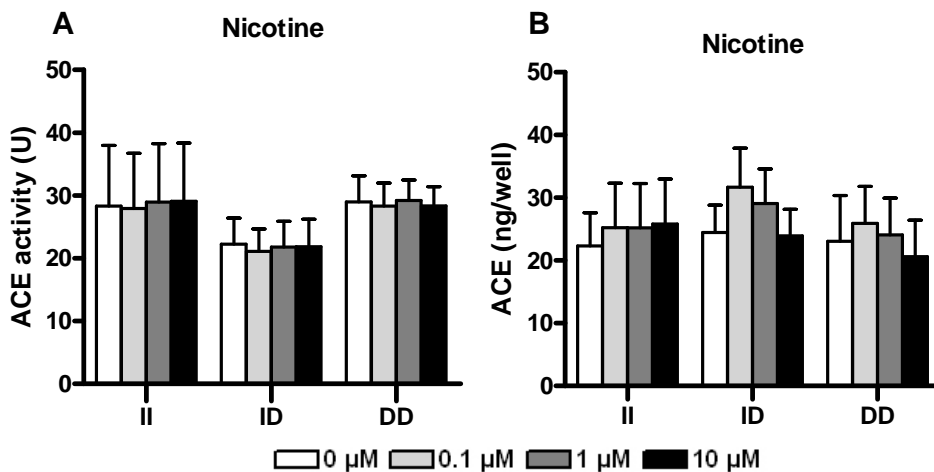 A
Nicotine
ACE activity (U)
50
40
30
20
10
0
II
ID
DD
B
Nicotine
ACE (ng/well)
50
40
30
20
10
0
II
ID
DD
0 µM 0.1 µM 1 µM 10 µM